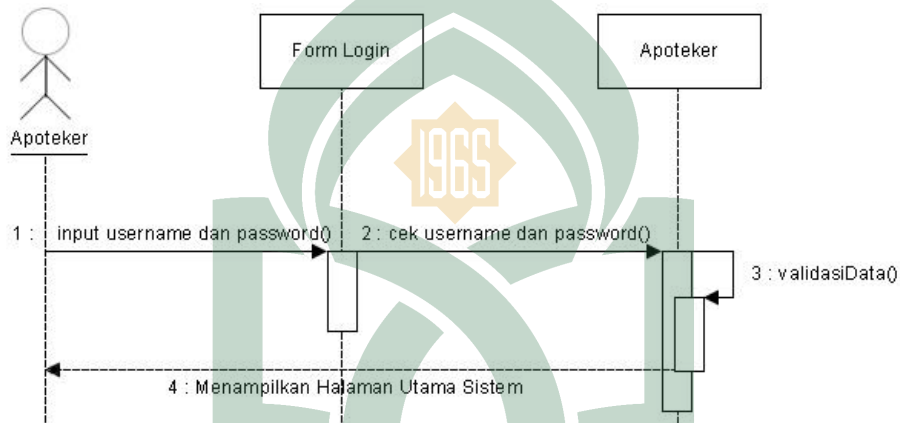 Form Login
Apoteker
Apoteker
1965
1 : input username dan password()
2 : cek username dan password()
3 : validasiData()
4 : Menampilkan Halaman Utama Sistem